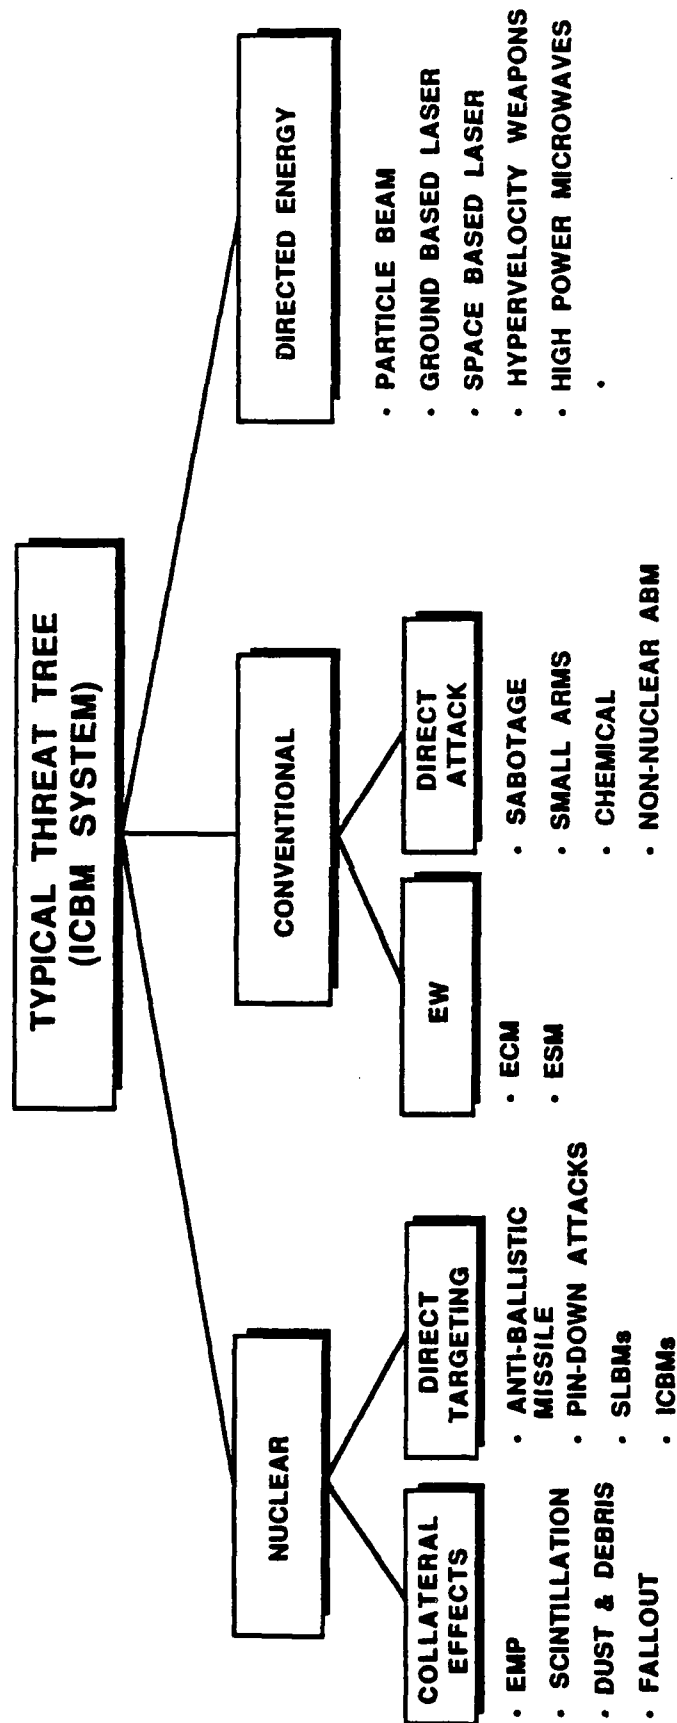 TYPICAL THREAT TREE
(ICBM SYSTEM)
NUCLEAR
COLLATERAL
EFFECTS
• EMP
• SCINTILLATION
• DUST & DEBRIS
• FALLOUT
DIRECT
TARGETING
• ANTI-BALLISTIC
MISSILE
• PIN-DOWN ATTACKS
• SLBMs
• ICBMs
CONVENTIONAL
EW
• ECM
• ESM
DIRECT
ATTACK
• SABOTAGE
• SMALL ARMS
• CHEMICAL
• NON-NUCLEAR ABM
DIRECTED ENERGY
• PARTICLE BEAM
• GROUND BASED LASER
• SPACE BASED LASER
• HYPERVELOCITY WEAPONS
• HIGH POWER MICROWAVES
•